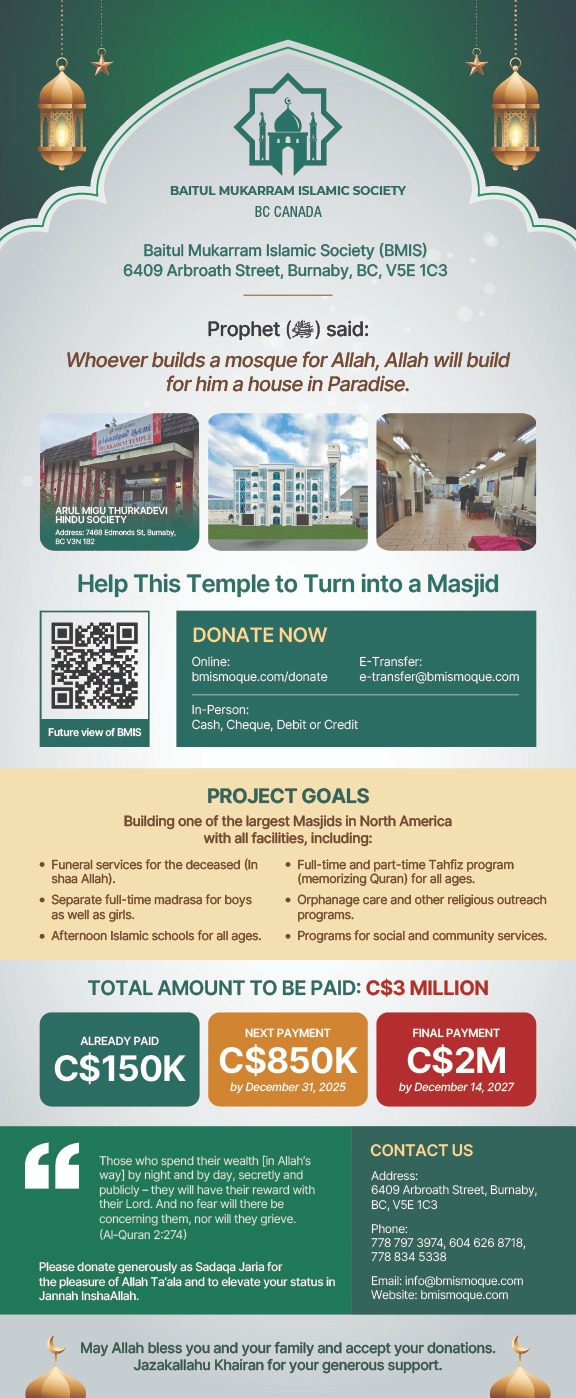 BAITUL MUKARRAM ISLAMIC SOCIETY
BC CANADA
Baitul Mukarram Islamic Society (BMIS)
6409 Arbroath Street, Burnaby, BC, V5E 1C3
Prophet (ﷺ) said:
Whoever builds a mosque for Allah, Allah will build
for him a house in Paradise.
THURKADEVI TEMPLE
ARUL MIGU THURKADEVI
HINDU SOCIETY
Address: 7468 Edmonds St, Burnaby,
BC V3N 1B2
Help This Temple to Turn into a Masjid
Future view of BMIS
DONATE NOW
Online:
bmismoque.com/donate
E-Transfer:
e-transfer@bmismoque.com
In-Person:
Cash, Cheque, Debit or Credit
PROJECT GOALS
Building one of the largest Masjids in North America
with all facilities, including:
• Funeral services for the deceased (In
shaa Allah).
• Separate full-time madrasa for boys
as well as girls.
• Afternoon Islamic schools for all ages.
• Full-time and part-time Tahfiz program
(memorizing Quran) for all ages.
• Orphanage care and other religious outreach
programs.
• Programs for social and community services.
TOTAL AMOUNT TO BE PAID: C$3 MILLION
ALREADY PAID
C$150K
NEXT PAYMENT
C$850K
by December 31, 2025
FINAL PAYMENT
C$2M
by December 14, 2027
Those who spend their wealth [in Allah's
way] by night and by day, secretly and
publicly – they will have their reward with
their Lord. And no fear will there be
concerning them, nor will they grieve.
(Al-Quran 2:274)
Please donate generously as Sadaqa Jaria for
the pleasure of Allah Ta'ala and to elevate your status in
Jannah InshaAllah.
CONTACT US
Address:
6409 Arbroath Street, Burnaby,
BC, V5E 1C3
Phone:
778 797 3974, 604 626 8718,
778 834 5338
Email: info@bmismoque.com
Website: bmismoque.com
May Allah bless you and your family and accept your donations.
Jazakallahu Khairan for your generous support.